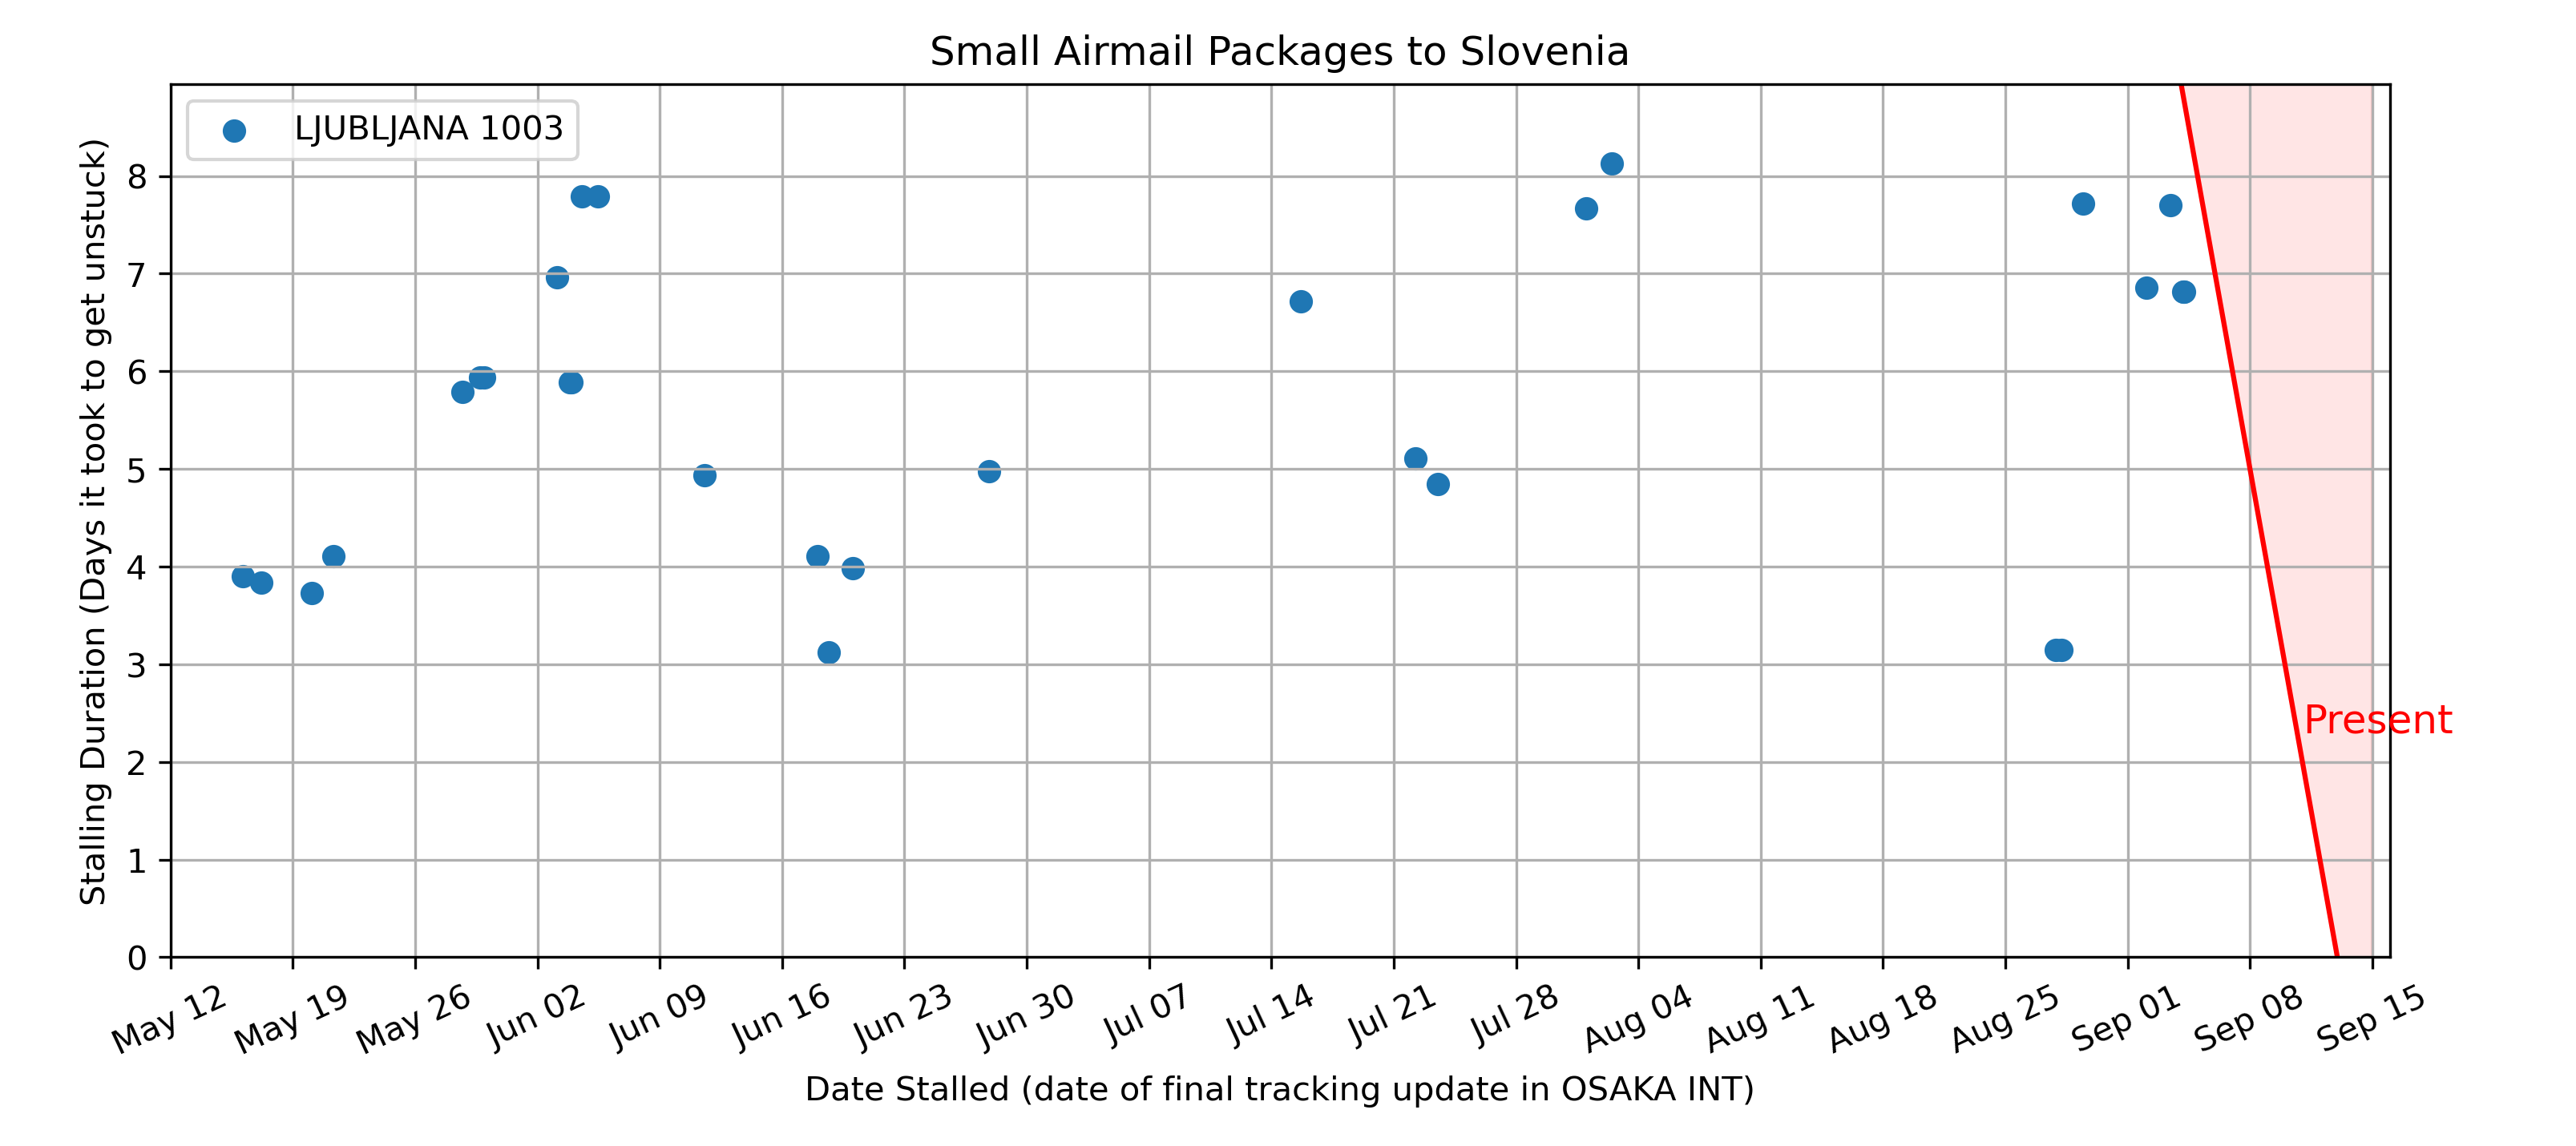 Small Airmail Packages to Slovenia
LJUBLJANA 1003
Stalling Duration (Days it took to get unstuck)
8
7
6
5
4
3
2
1
0
Present
May 12
May 19
May 26
Jun 02
Jun 09
Jun 16
Jun 23
Jun 30
Jul 07
Jul 14
Jul 21
Jul 28
Aug 04
Aug 11
Aug 18
Aug 25
Sep 01
Sep 08
Sep 15
Date Stalled (date of final tracking update in OSAKA INT)